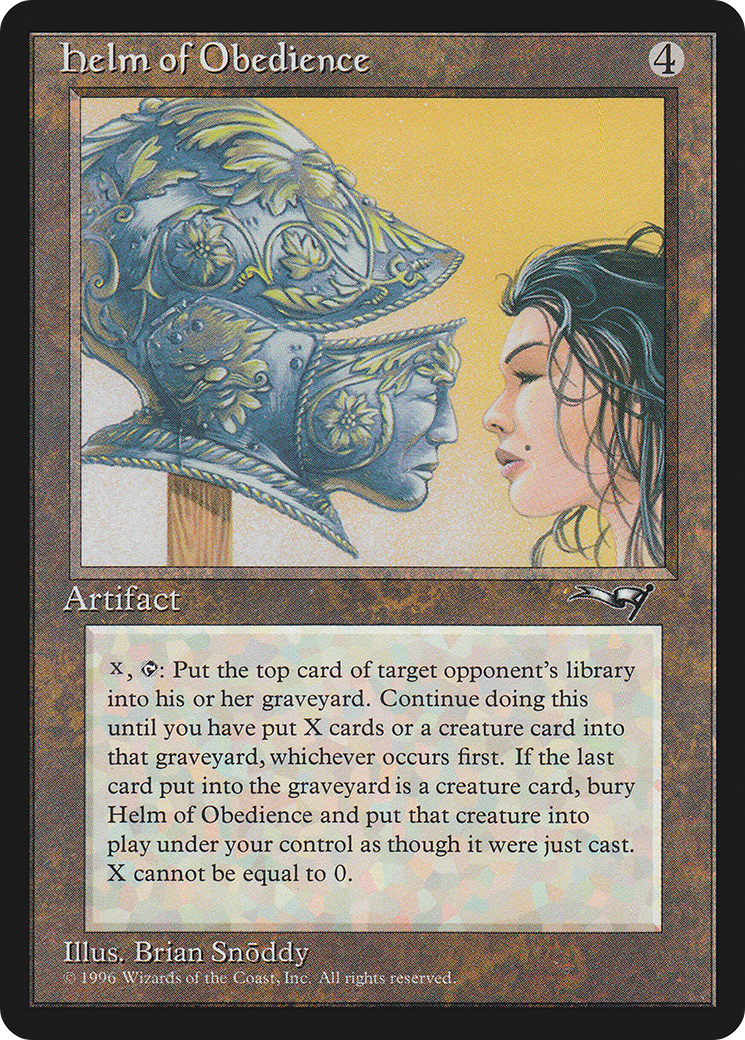 Helm of Obedience
4
Artifact
X, : Put the top card of target opponent's library
into his or her graveyard. Continue doing this
until you have put X cards or a creature card into
that graveyard, whichever occurs first. If the last
card put into the graveyard is a creature card, bury
Helm of Obedience and put that creature into
play under your control as though it were just cast.
X cannot be equal to 0.
Illus. Brian Snōddy
© 1996 Wizards of the Coast, Inc. All rights reserved.